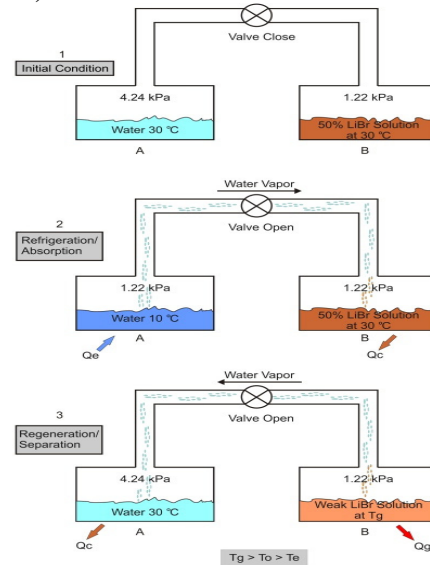 Valve Close
1
Initial Condition
4.24 kPa
1.22 kPa
Water 30 °C
50% LiBr Solution
at 30 °C
A
B
Water Vapor
2
Refrigeration/
Absorption
Valve Open
1.22 kPa
1.22 kPa
Water 10 °C
50% LiBr Solution
at 30 °C
A
B
Qe
Qc
Water Vapor
3
Regeneration/
Separation
Valve Open
4.24 kPa
1.22 kPa
Water 30 °C
Weak LiBr Solution
at Tg
A
B
Qc
Qg
Tg > To > Te